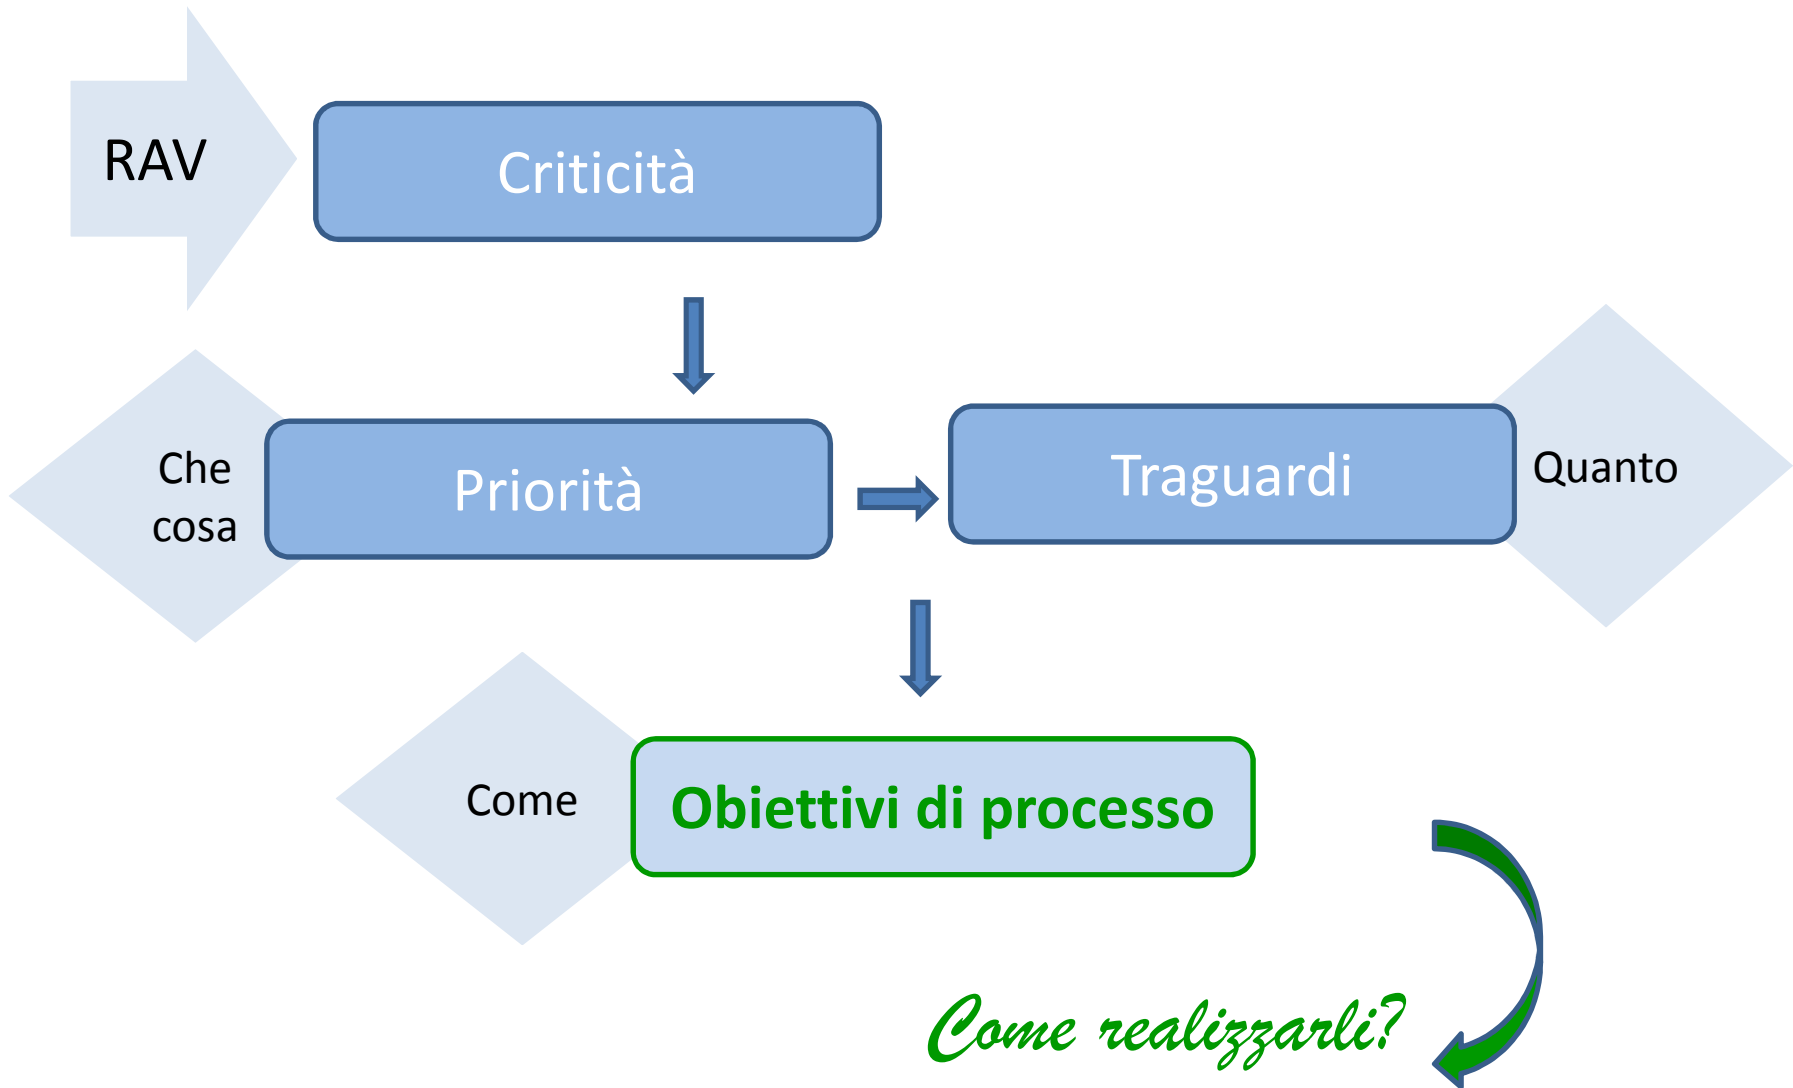 RAV
Criticità
Che
cosa
Priorità
Traguardi
Quanto
Come
Obiettivi di processo
Come realizzarli?